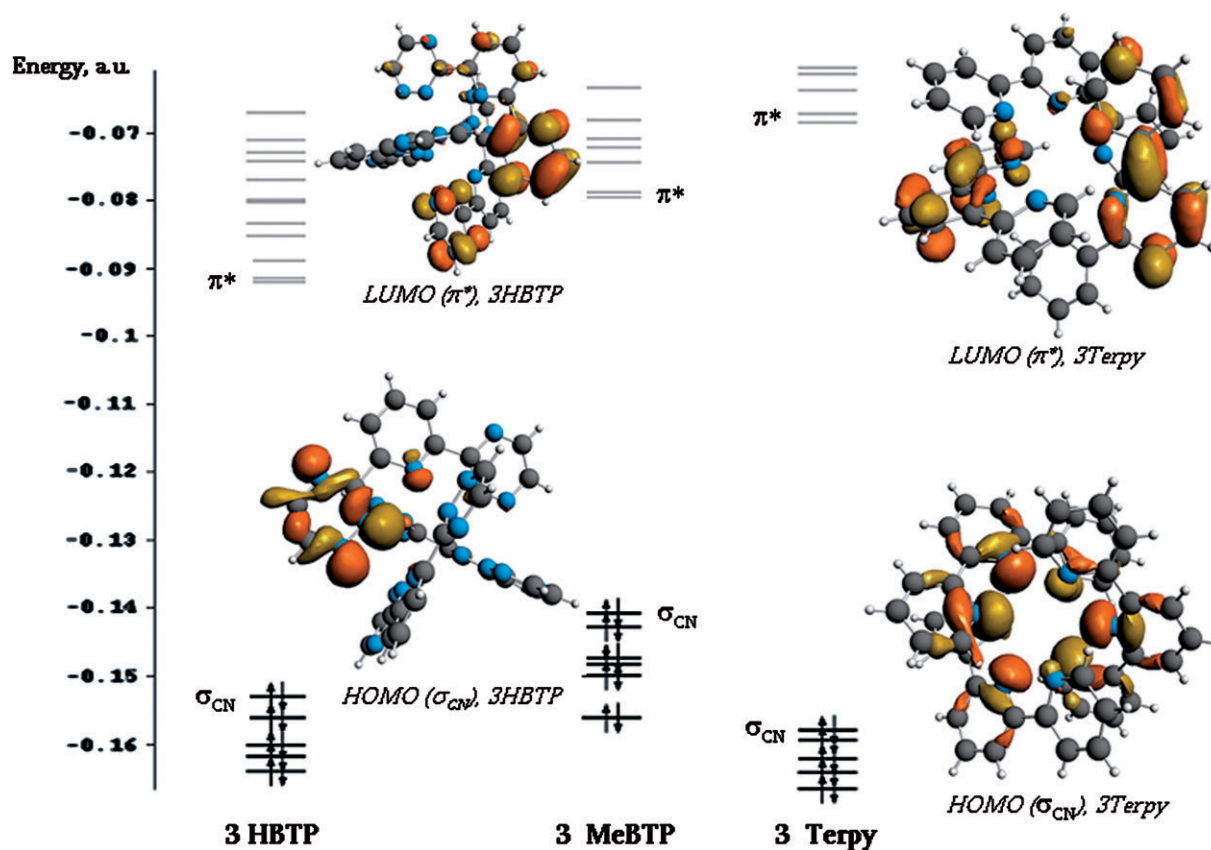 Energy, a.u.
-0.07
-0.08
-0.09
-0.1
-0.11
-0.12
-0.13
-0.14
-0.15
-0.16
π*
π*
π*
LUMO (π*), 3HBTP
LUMO (π*), 3Terpy
σCN
σCN
σCN
HOMO (σCN), 3HBTP
HOMO (σCN), 3Terpy
3 HBTP
3 MeBTP
3 Terpy